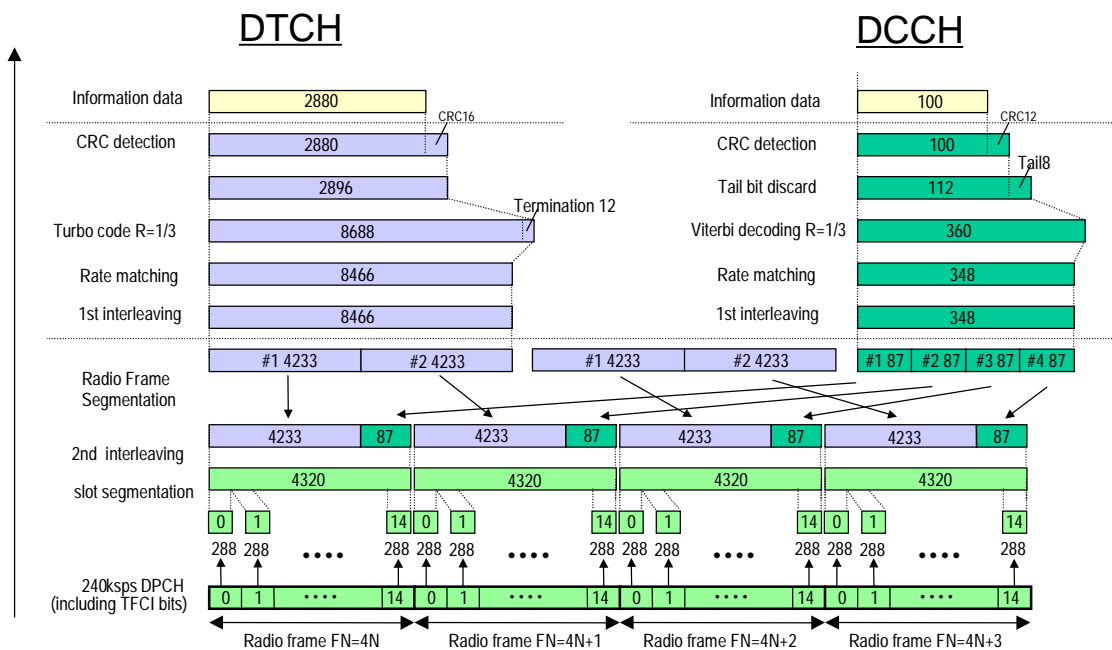 DTCH DCCH
Information data 2880 Information data 100
CRC16 CRC12
CRC detection 2880 CRC detection 100
Tail8
2896 Tail bit discard 112
Termination 12
Turbo code R=1/3 8688 Viterbi decoding R=1/3 360
Rate matching 8466 Rate matching 348
1st interleaving 8466 1st interleaving 348
#1 4233 #2 4233 #1 4233 #2 4233 #1 87 #2 87 #3 87 #4 87
Radio Frame
Segmentation
4233 87 4233 87 4233 87 4233 87
2nd interleaving
slot segmentation 4320 4320 4320 4320
0 1 14 0 1 14 0 1 14 0 1 14
288 288 •••• 288 288 288 •••• 288 288 288 •••• 288 288 288 •••• 288
240ksps DPCH
(including TFCI bits)
0 1 •••• 14 0 1 •••• 14 0 1 •••• 14 0 1 •••• 14
Radio frame FN=4N Radio frame FN=4N+1 Radio frame FN=4N+2 Radio frame FN=4N+3